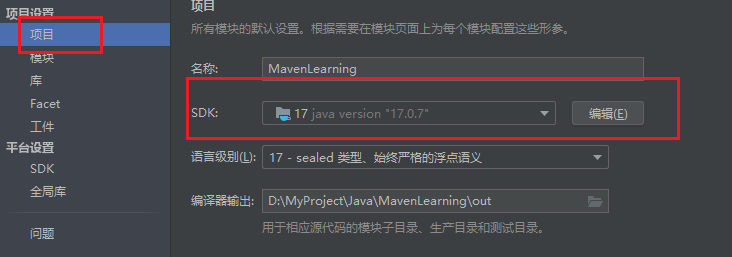 项目设置
项目
模块
库
Facet
工件
平台设置
SDK
全局库
问题
项目
所有模块的默认设置。根据需要在模块页面上为每个模块配置这些形参。
名称: MavenLearning
SDK: 17 java version "17.0.7" 编辑(E)
语言级别(L): 17 - sealed 类型、始终严格的浮点语义
编译器输出: D:\MyProject\Java\MavenLearning\out
用于相应源代码的模块子目录、生产目录和测试目录。